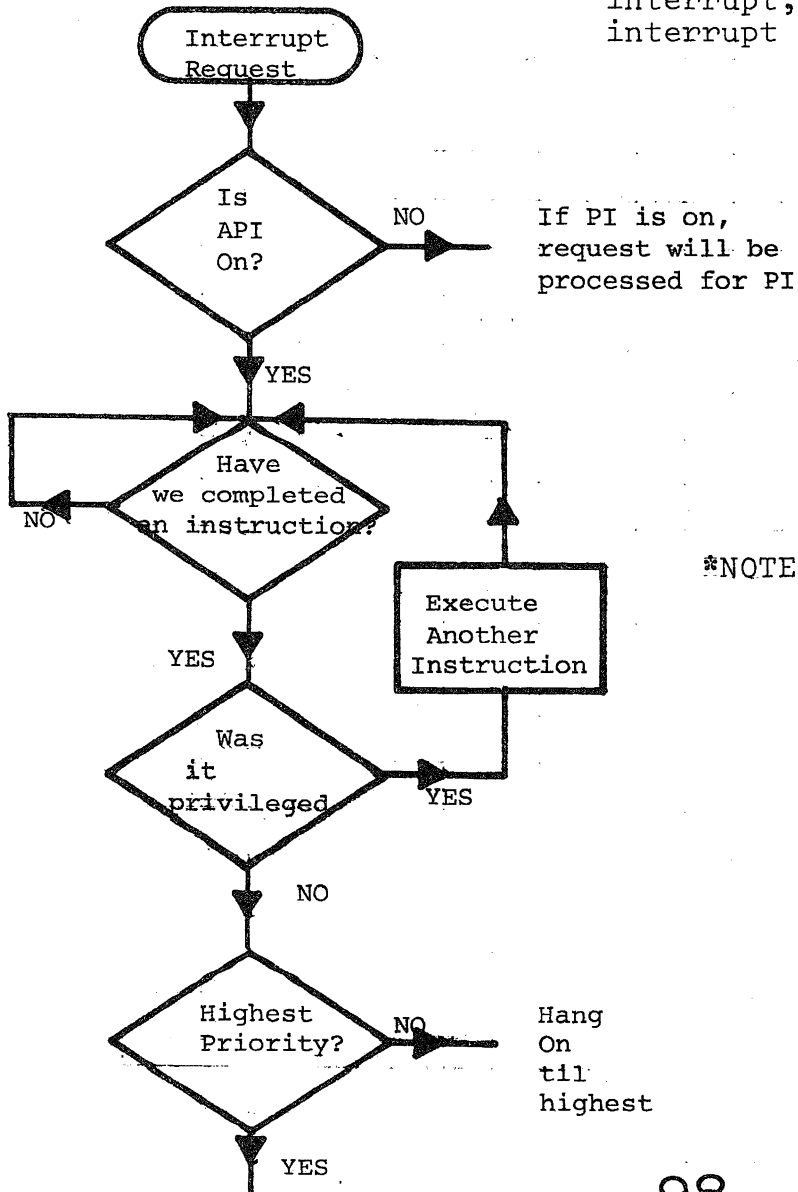 interrupt,
interrupt
Interrupt
Request
Is
API
On?
NO
If PI is on,
request will be
processed for PI
YES
Have
we completed
an instruction?
NO
*NOTE
Execute
Another
Instruction
YES
Was
it
privileged
YES
NO
Highest
Priority?
NO
Hang
On
til
highest
YES